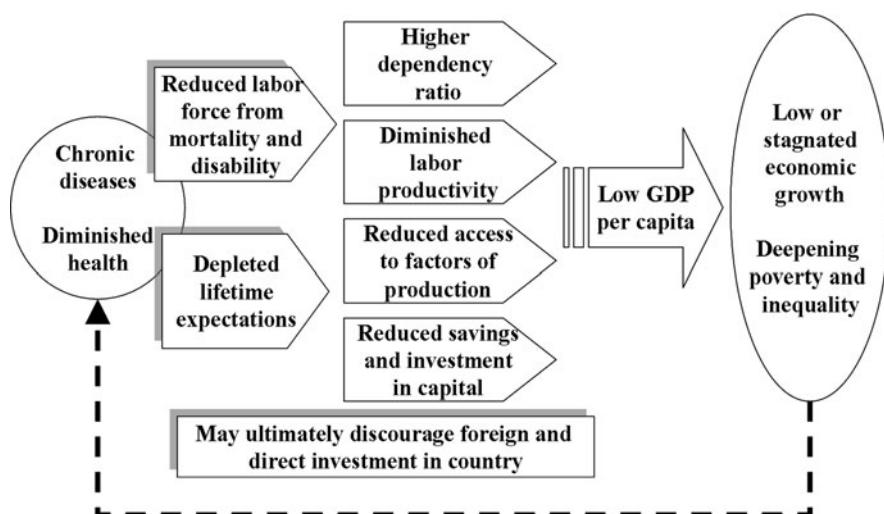 Chronic
diseases
Diminished
health
Reduced labor
force from
mortality and
disability
Depleted
lifetime
expectations
Higher
dependency
ratio
Diminished
labor
productivity
Reduced access
to factors of
production
Reduced savings
and investment
in capital
May ultimately discourage foreign and
direct investment in country
Low GDP
per capita
Low or
stagnated
economic
growth
Deepening
poverty and
inequality